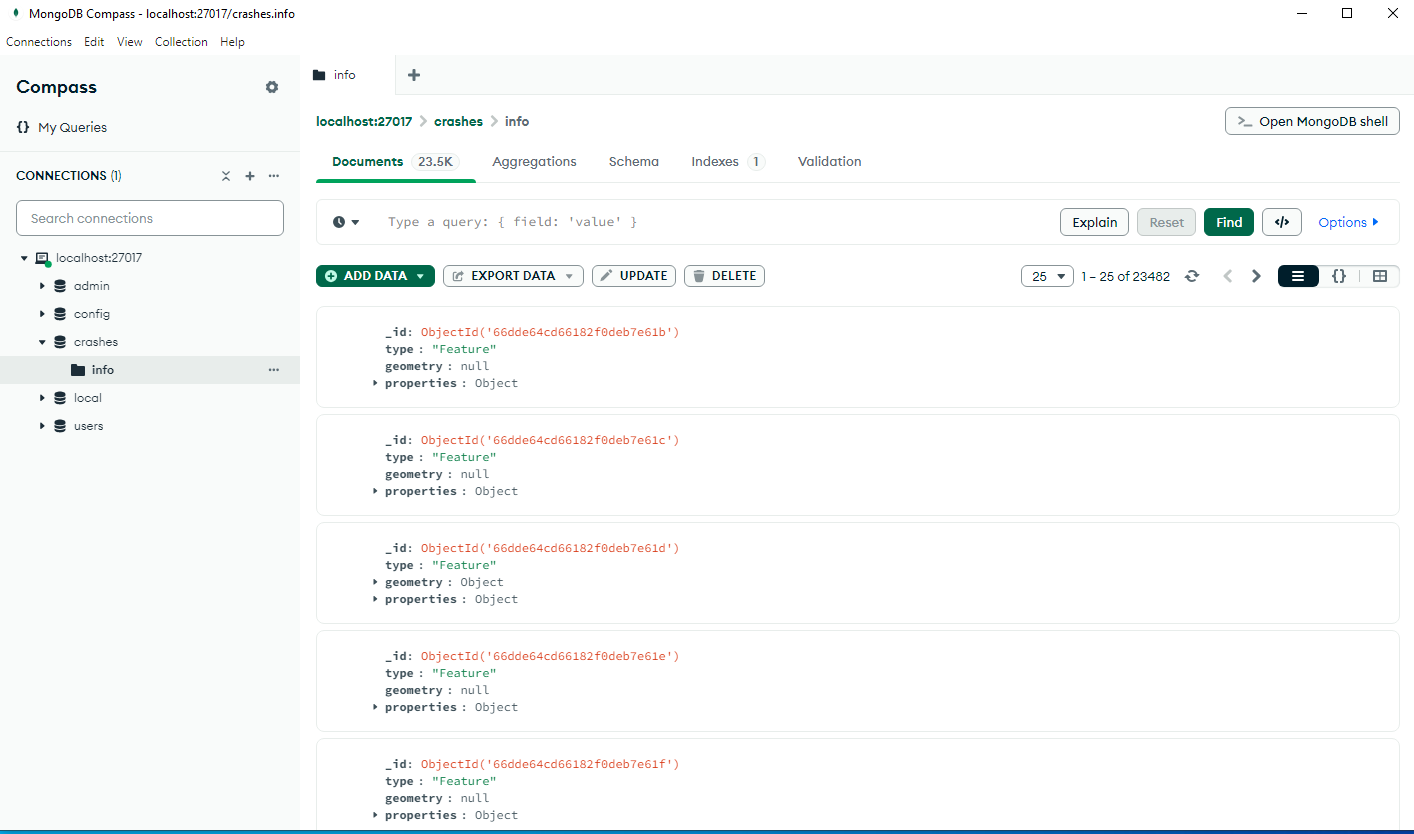 MongoDB Compass - localhost:27017/crashes.info
Connections Edit View Collection Help
Compass
{} My Queries
CONNECTIONS (1)
Search connections
localhost:27017
admin
config
crashes
info
local
users
info
localhost:27017 > crashes > info
>_ Open MongoDB shell
Documents 23.5K Aggregations Schema Indexes 1 Validation
Type a query: { field: 'value' }
Explain Reset Find </> Options
ADD DATA EXPORT DATA UPDATE DELETE
25 1 – 25 of 23482 {}
_id: ObjectId('66dde64cd66182f0deb7e61b')
type : "Feature"
geometry : null
properties : Object
_id: ObjectId('66dde64cd66182f0deb7e61c')
type : "Feature"
geometry : null
properties : Object
_id: ObjectId('66dde64cd66182f0deb7e61d')
type : "Feature"
geometry : Object
properties : Object
_id: ObjectId('66dde64cd66182f0deb7e61e')
type : "Feature"
geometry : null
properties : Object
_id: ObjectId('66dde64cd66182f0deb7e61f')
type : "Feature"
geometry : null
properties : Object